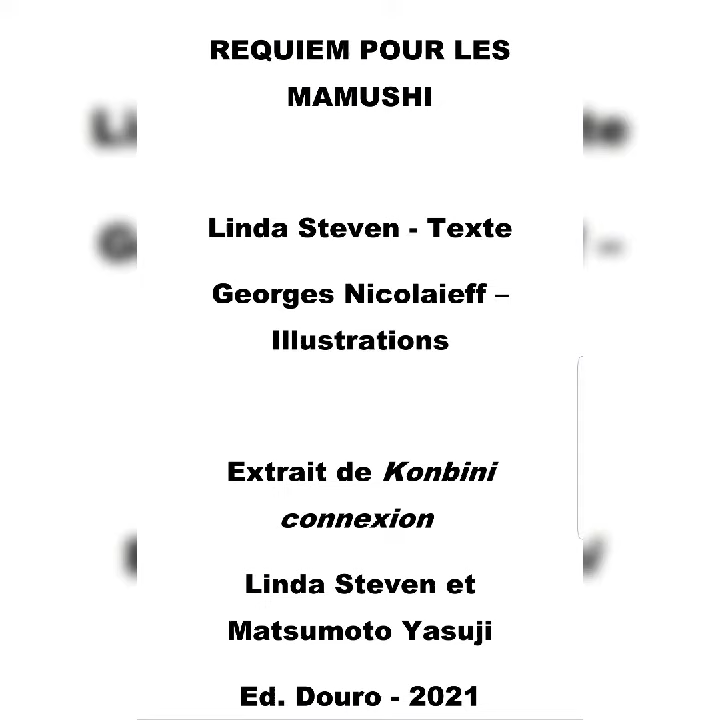 REQUIEM POUR LES
MAMUSHI
Linda Steven - Texte
Georges Nicolaieff –
Illustrations
Extrait de Konbini
connexion
Linda Steven et
Matsumoto Yasuji
Ed. Douro - 2021